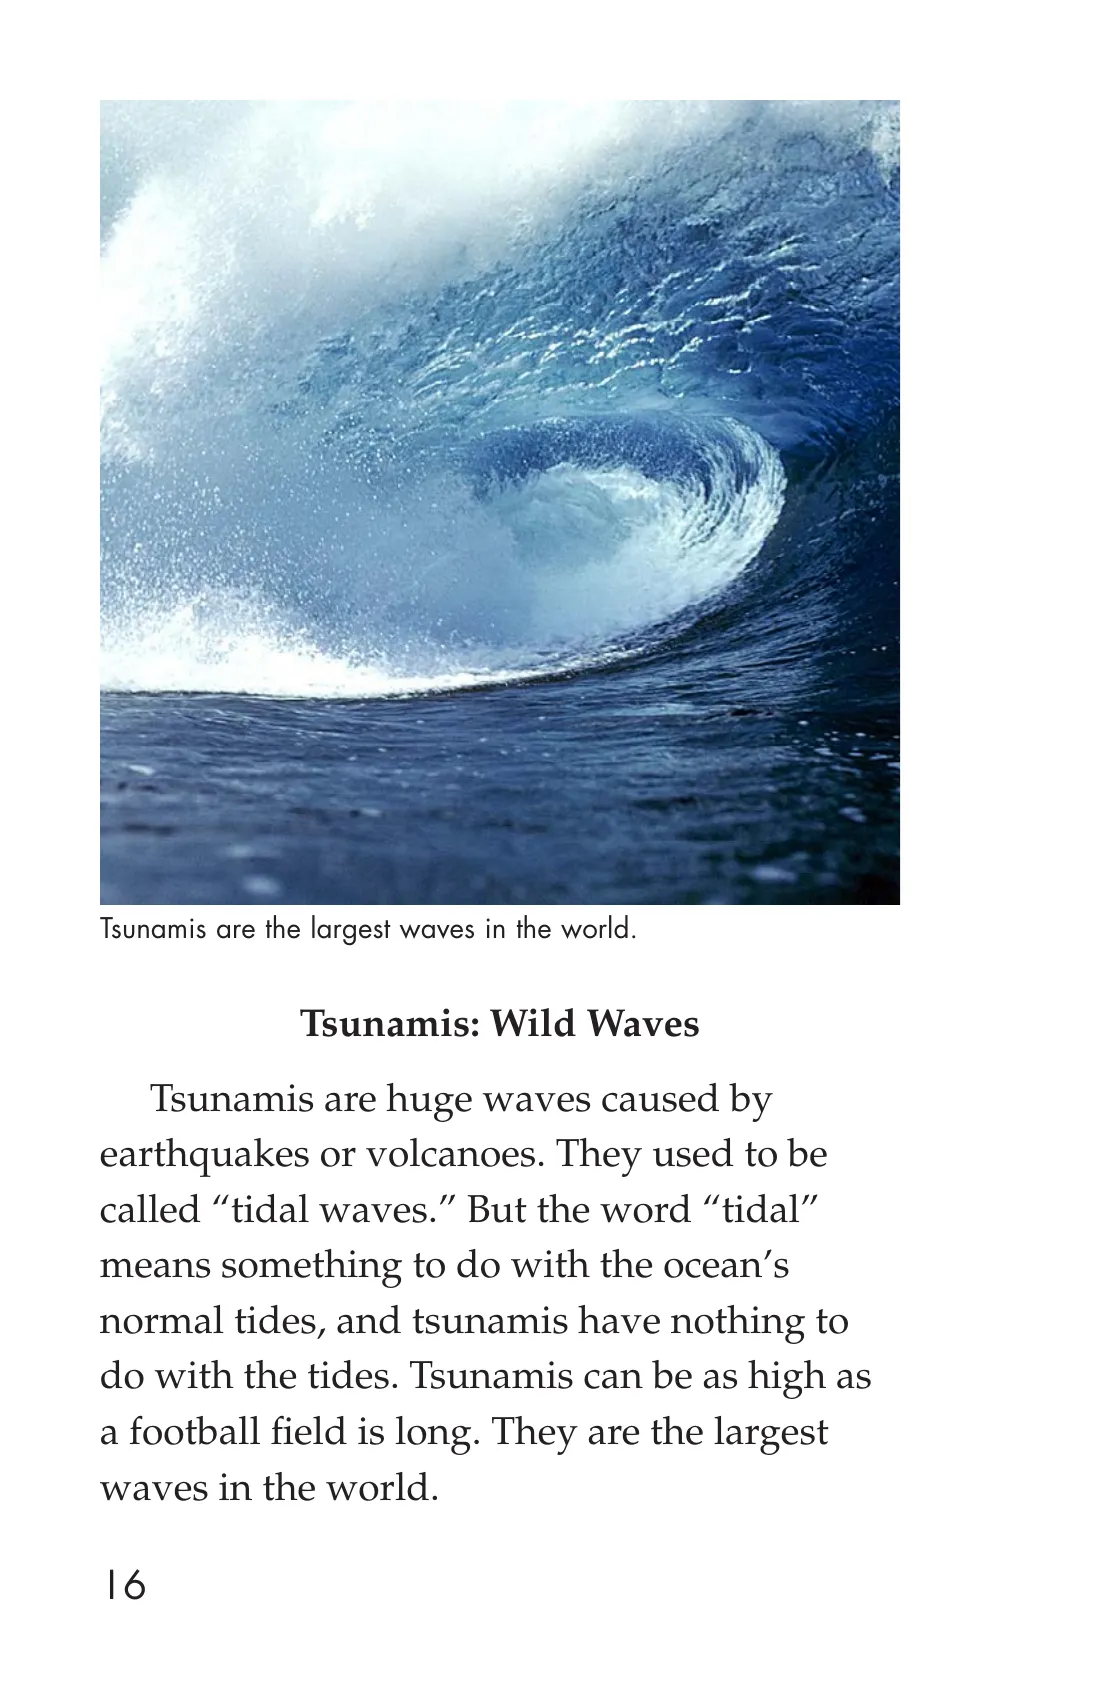 Tsunamis are the largest waves in the world.
Tsunamis: Wild Waves
Tsunamis are huge waves caused by
earthquakes or volcanoes. They used to be
called “tidal waves.” But the word “tidal”
means something to do with the ocean’s
normal tides, and tsunamis have nothing to
do with the tides. Tsunamis can be as high as
a football field is long. They are the largest
waves in the world.
16